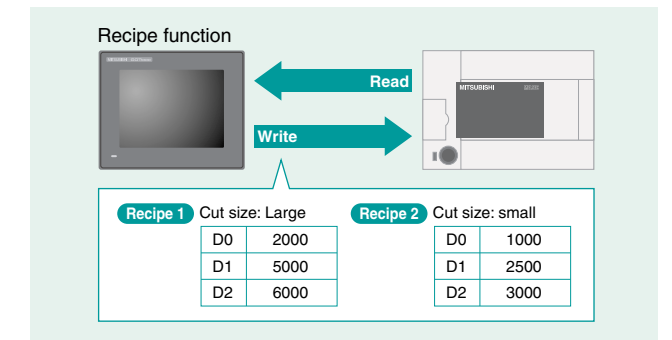 Recipe function
Read
MITSUBISHI
Write
Recipe 1 Cut size: Large
D0 2000
D1 5000
D2 6000
Recipe 2 Cut size: small
D0 1000
D1 2500
D2 3000